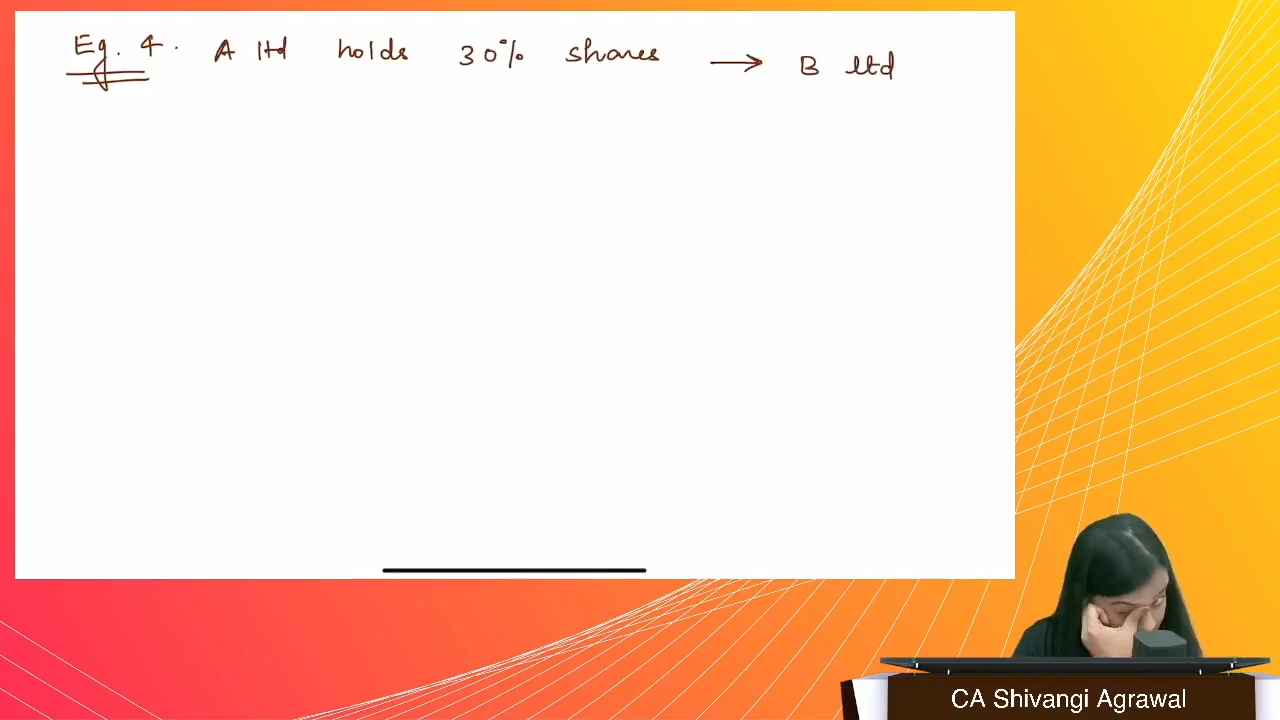 Eg. 4. A ltd holds 30% shares → B ltd
CA Shivangi Agrawal